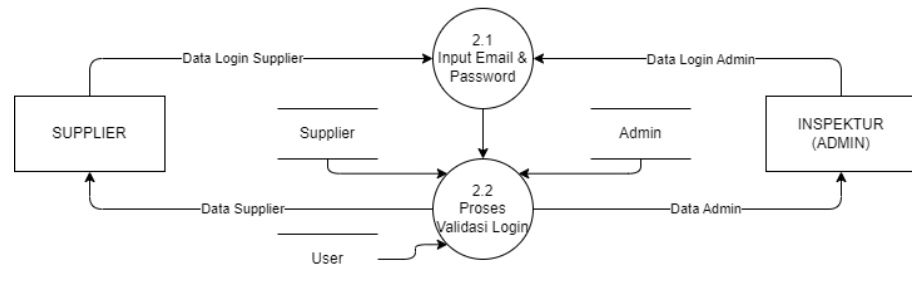 2.1
Input Email &
Password
Data Login Supplier
Data Login Admin
SUPPLIER
Supplier
Admin
INSPEKTUR
(ADMIN)
2.2
Proses
Validasi Login
Data Supplier
Data Admin
User